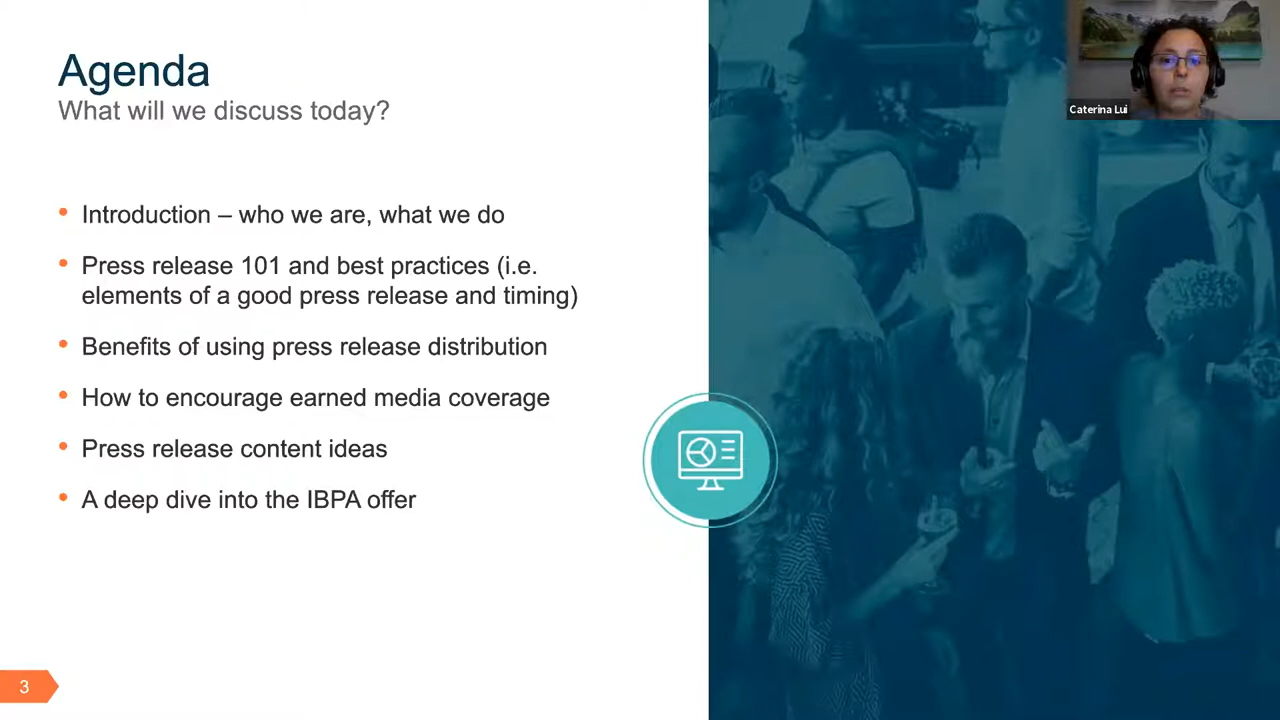 Agenda
What will we discuss today?
Caterina Lui
• Introduction – who we are, what we do
• Press release 101 and best practices (i.e.
elements of a good press release and timing)
• Benefits of using press release distribution
• How to encourage earned media coverage
• Press release content ideas
• A deep dive into the IBPA offer
3